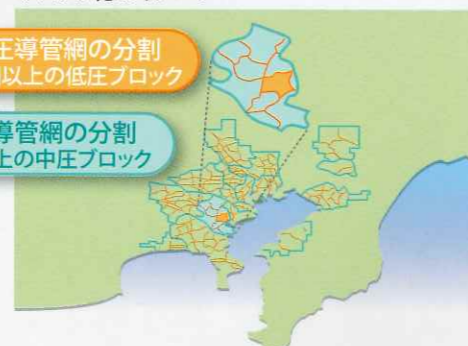 圧導管網の分割
以上の低圧ブロック
導管網の分割
上の中圧ブロック